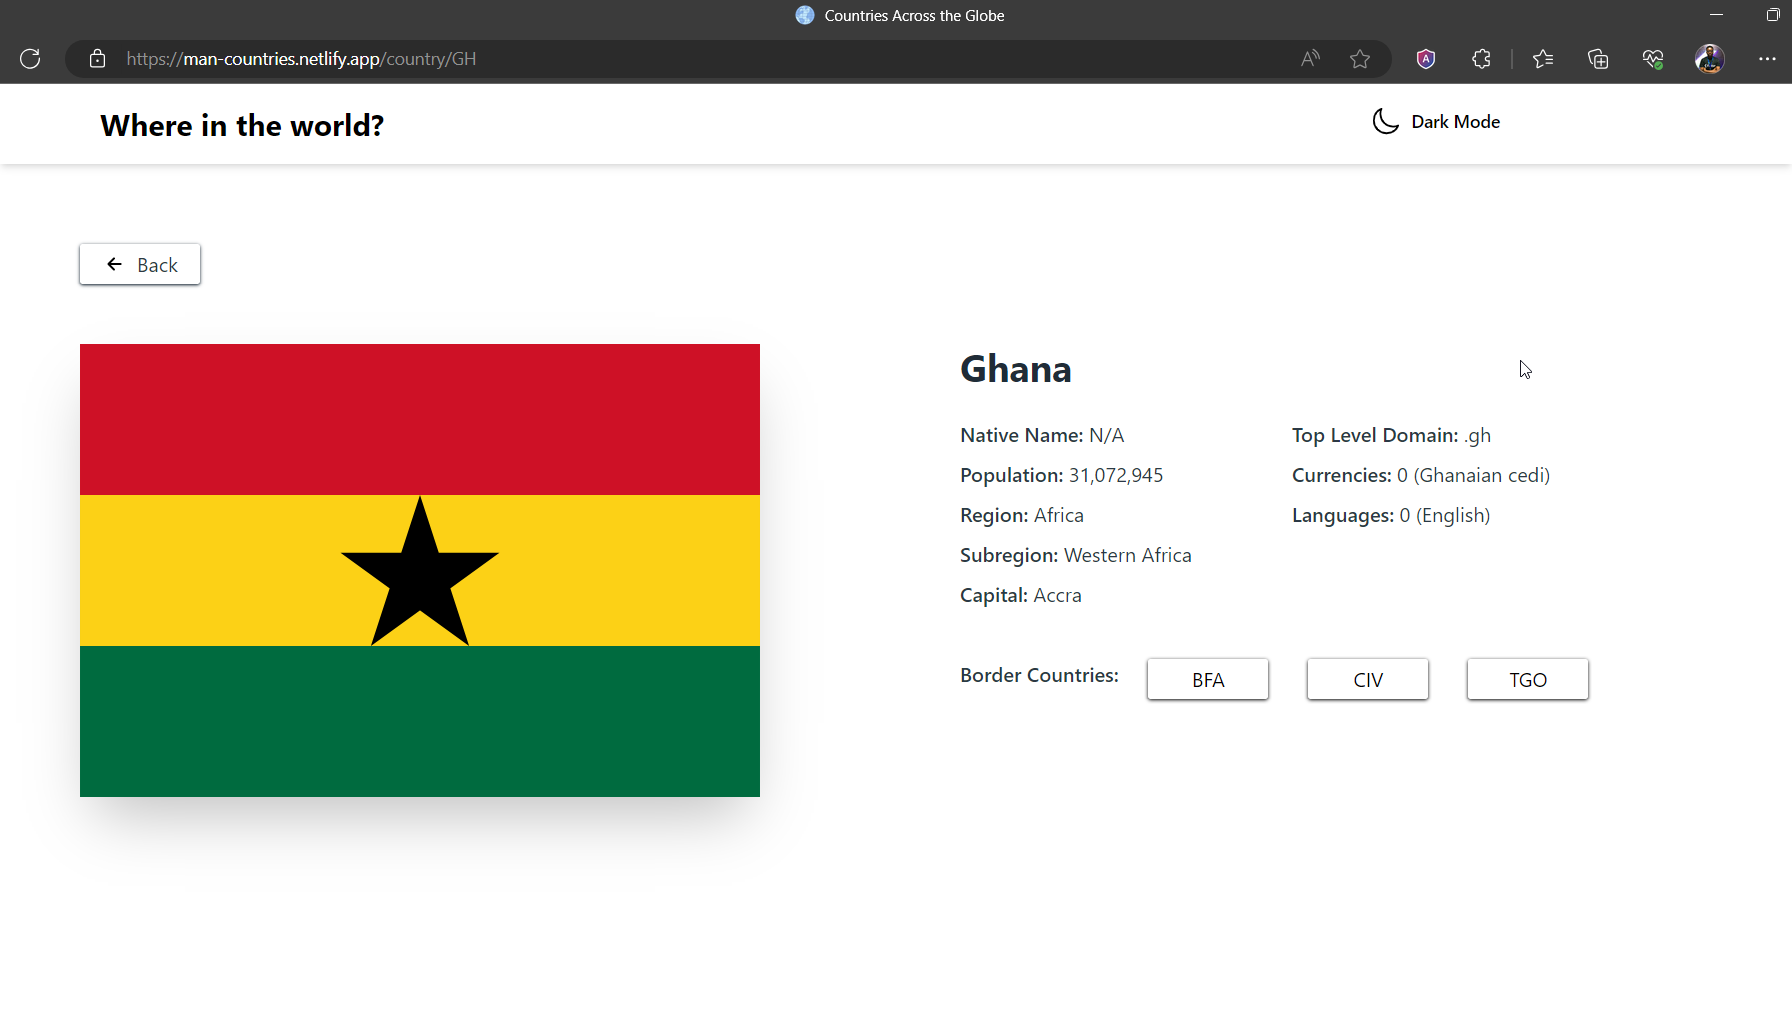 Countries Across the Globe
https://man-countries.netlify.app/country/GH
A
A
Where in the world?
Dark Mode
Back
Ghana
Native Name: N/A
Population: 31,072,945
Region: Africa
Subregion: Western Africa
Capital: Accra
Top Level Domain: .gh
Currencies: 0 (Ghanaian cedi)
Languages: 0 (English)
Border Countries:
BFA
CIV
TGO